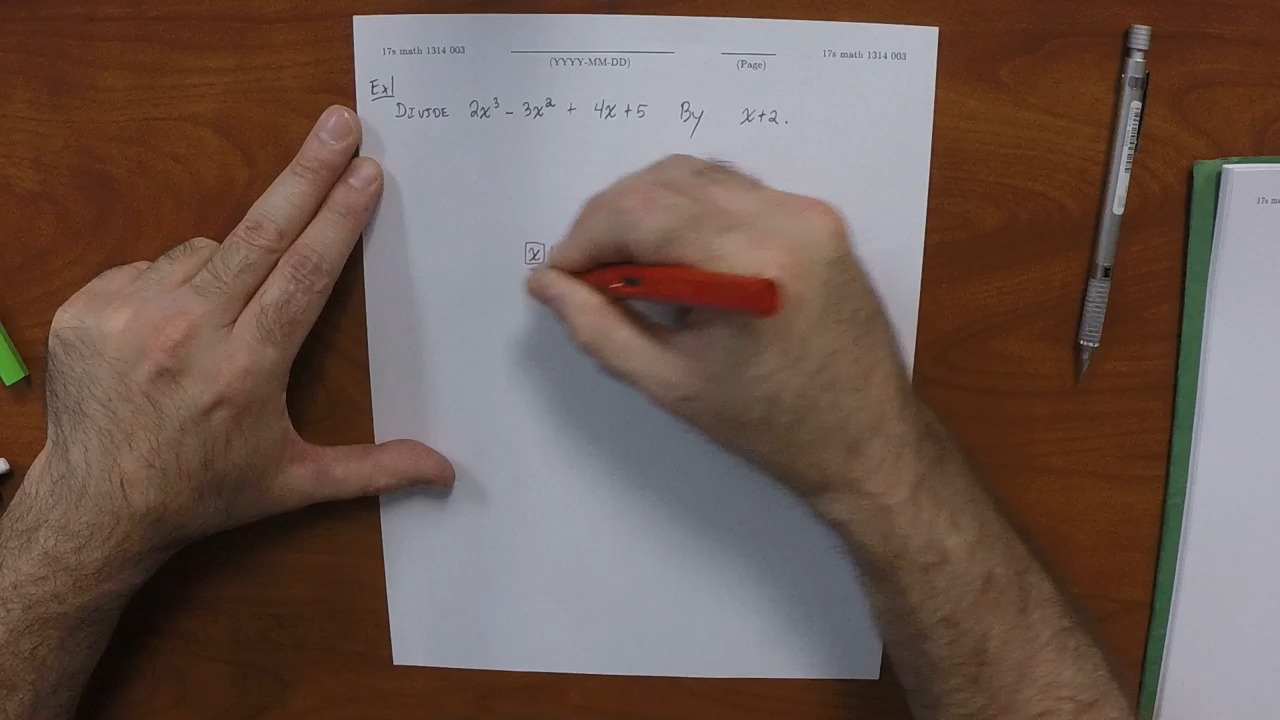 17s math 1314 003 (YYYY-MM-DD) (Page) 17s math 1314 003
Ex1
DIVIDE 2x³ - 3x² + 4x + 5 By x+2.
x